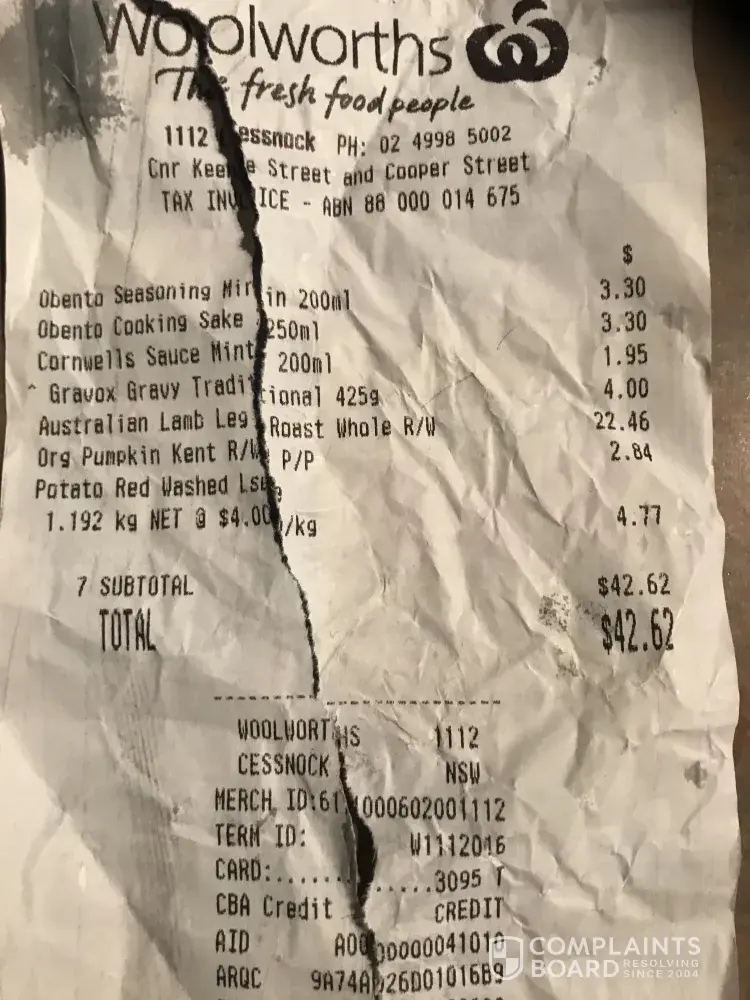 Woolworths
The fresh food people
1112 Cessnock PH: 02 4998 5002
Cnr Keene Street and Cooper Street
TAX INVOICE - ABN 88 000 014 675
$
Obento Seasoning Mirin 200ml 3.30
Obento Cooking Sake 250ml 3.30
Cornwells Sauce Mint 200ml 1.95
^ Gravox Gravy Traditional 425g 4.00
Australian Lamb Leg Roast Whole R/W 22.46
Org Pumpkin Kent R/W P/P 2.84
Potato Red Washed Lse
1.192 kg NET @ $4.00/kg 4.77
7 SUBTOTAL $42.62
TOTAL $42.62
WOOLWORTHS 1112
CESSNOCK NSW
MERCH ID: 000602001112
TERM ID: W1112016
CARD:...........3095 T
CBA Credit CREDIT
AID
ARQC
COMPLAINTS
BOARD RESOLVING
SINCE 2004